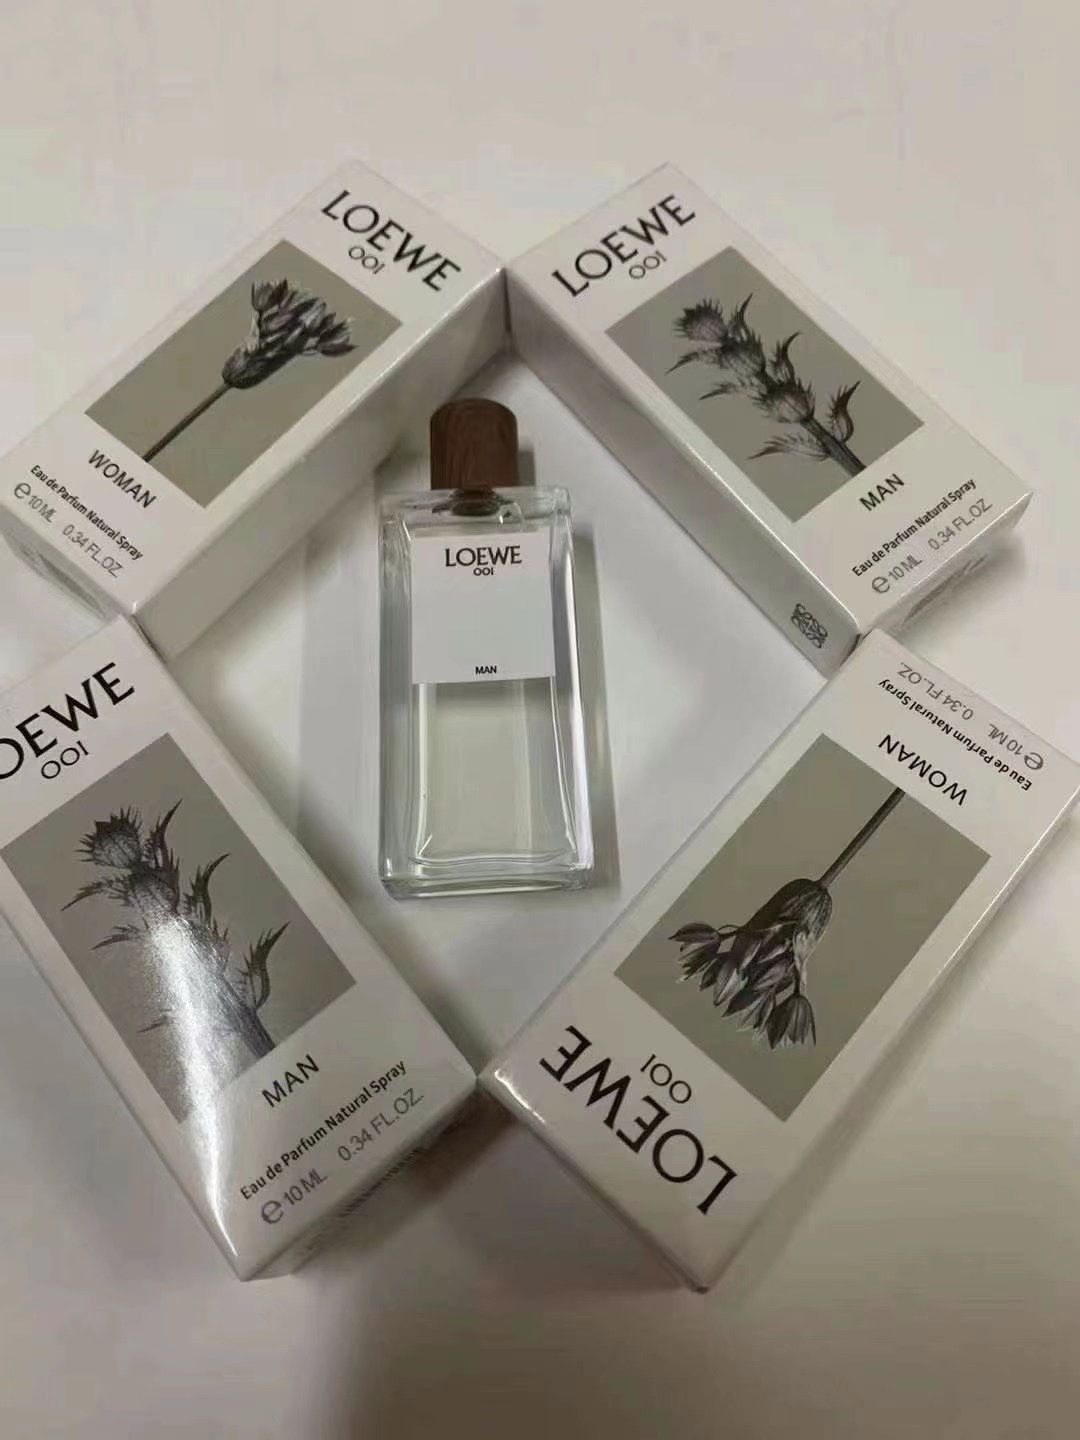 LOEWE
001
WOMAN
Eau de Parfum Natural Spray
e 10 ML 0.34 FL.OZ
LOEWE
001
MAN
Eau de Parfum Natural Spray
e 10 ML 0.34 FL.OZ
LOEWE
001
MAN
OEWE
001
MAN
Eau de Parfum Natural Spray
e 10 ML 0.34 FL.OZ.
LOEWE
001
WOMAN
Eau de Parfum Natural Spray
e 10 ML 0.34 FL.OZ.